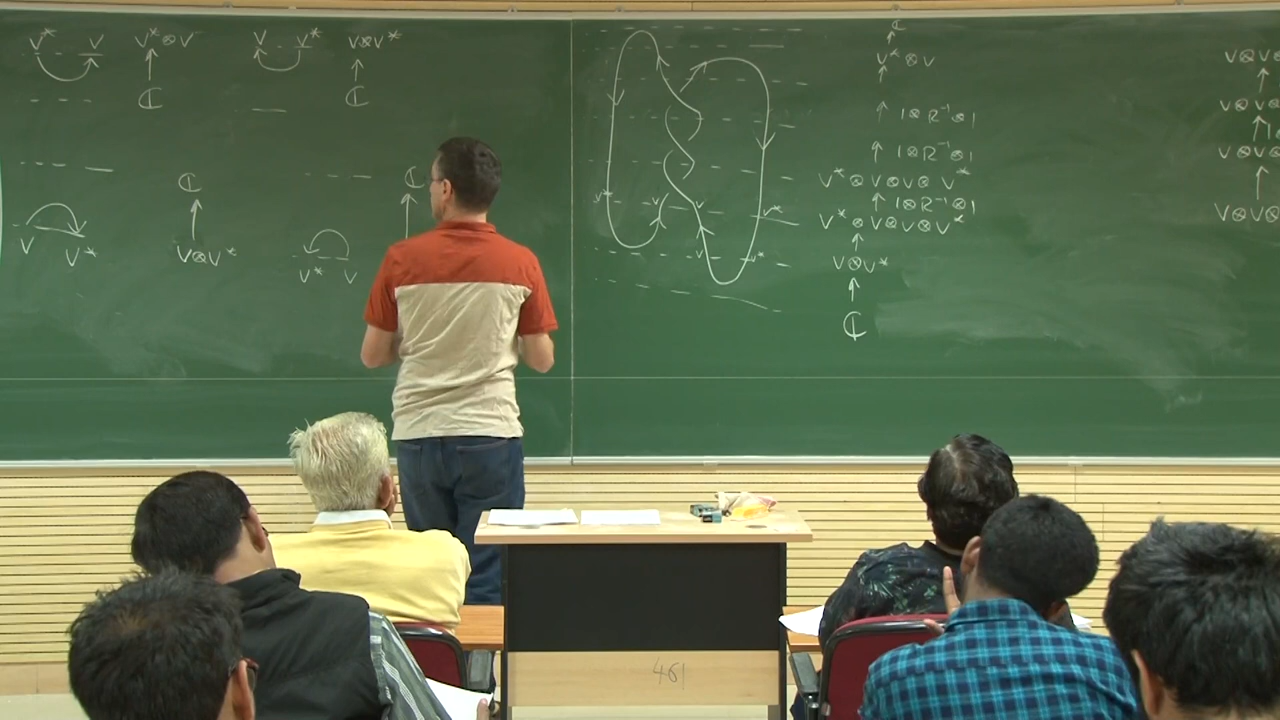 V* V V*⊗V V V* V⊗V*
ℂ ℂ
ℂ ℂ
V V* V⊗V* V* V
V* V V V*
V V*
ℂ
V*⊗V
1⊗R⁻¹⊗1
1⊗R⁻¹⊗1
V*⊗V⊗V⊗V*
1⊗R⁻¹⊗1
V*⊗V⊗V⊗V*
V⊗V*
ℂ
V⊗V
V⊗V
V⊗V
461